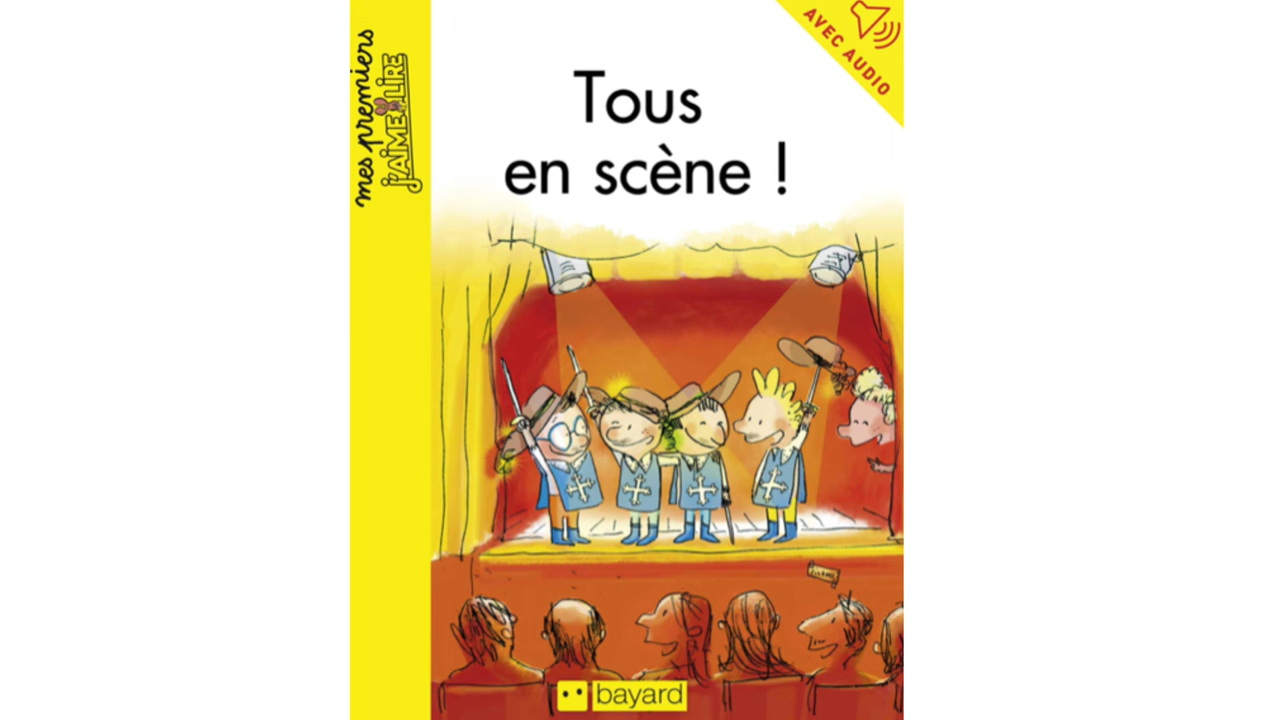 mes premiers
j'AIME LIRE
AVEC AUDIO
Tous
en scène !
bayard